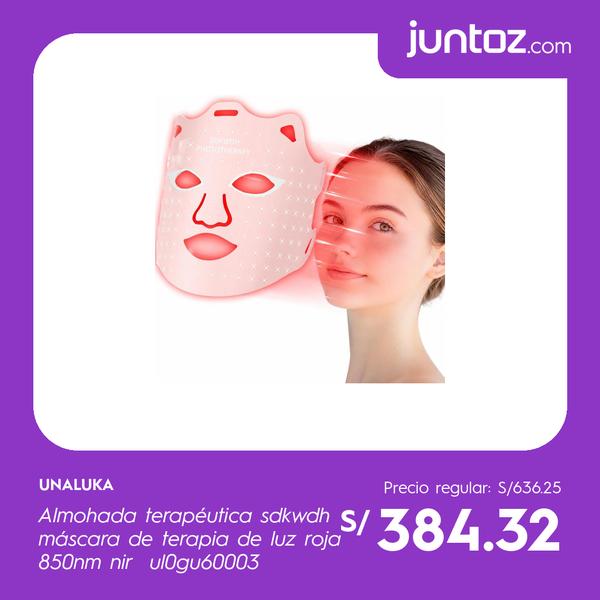 juntoz.com
UNALUKA
Precio regular: S/636.25
Almohada terapéutica sdkwdh
máscara de terapia de luz roja
850nm nir ul0gu60003
S/ 384.32